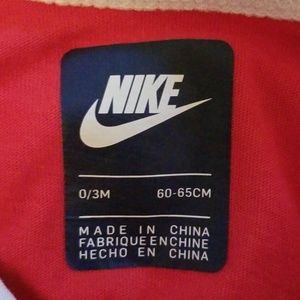 NIKE
0/3M 60-65CM
MADE IN CHINA
FABRIQUE EN CHINE
HECHO EN CHINA